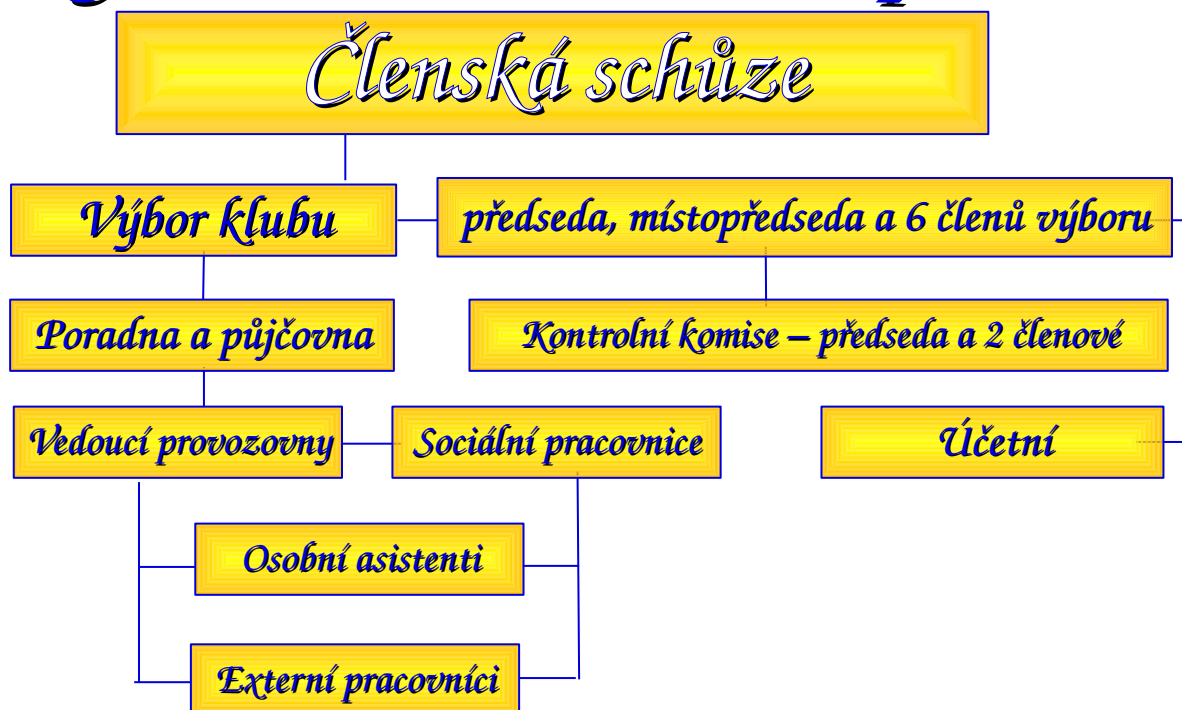 Členská schůze
Výbor klubu
předseda, místopředseda a 6 členů výboru
Poradna a půjčovna
Kontrolní komise – předseda a 2 členové
Vedoucí provozovny
Sociální pracovnice
Účetní
Osobní asistenti
Externí pracovníci